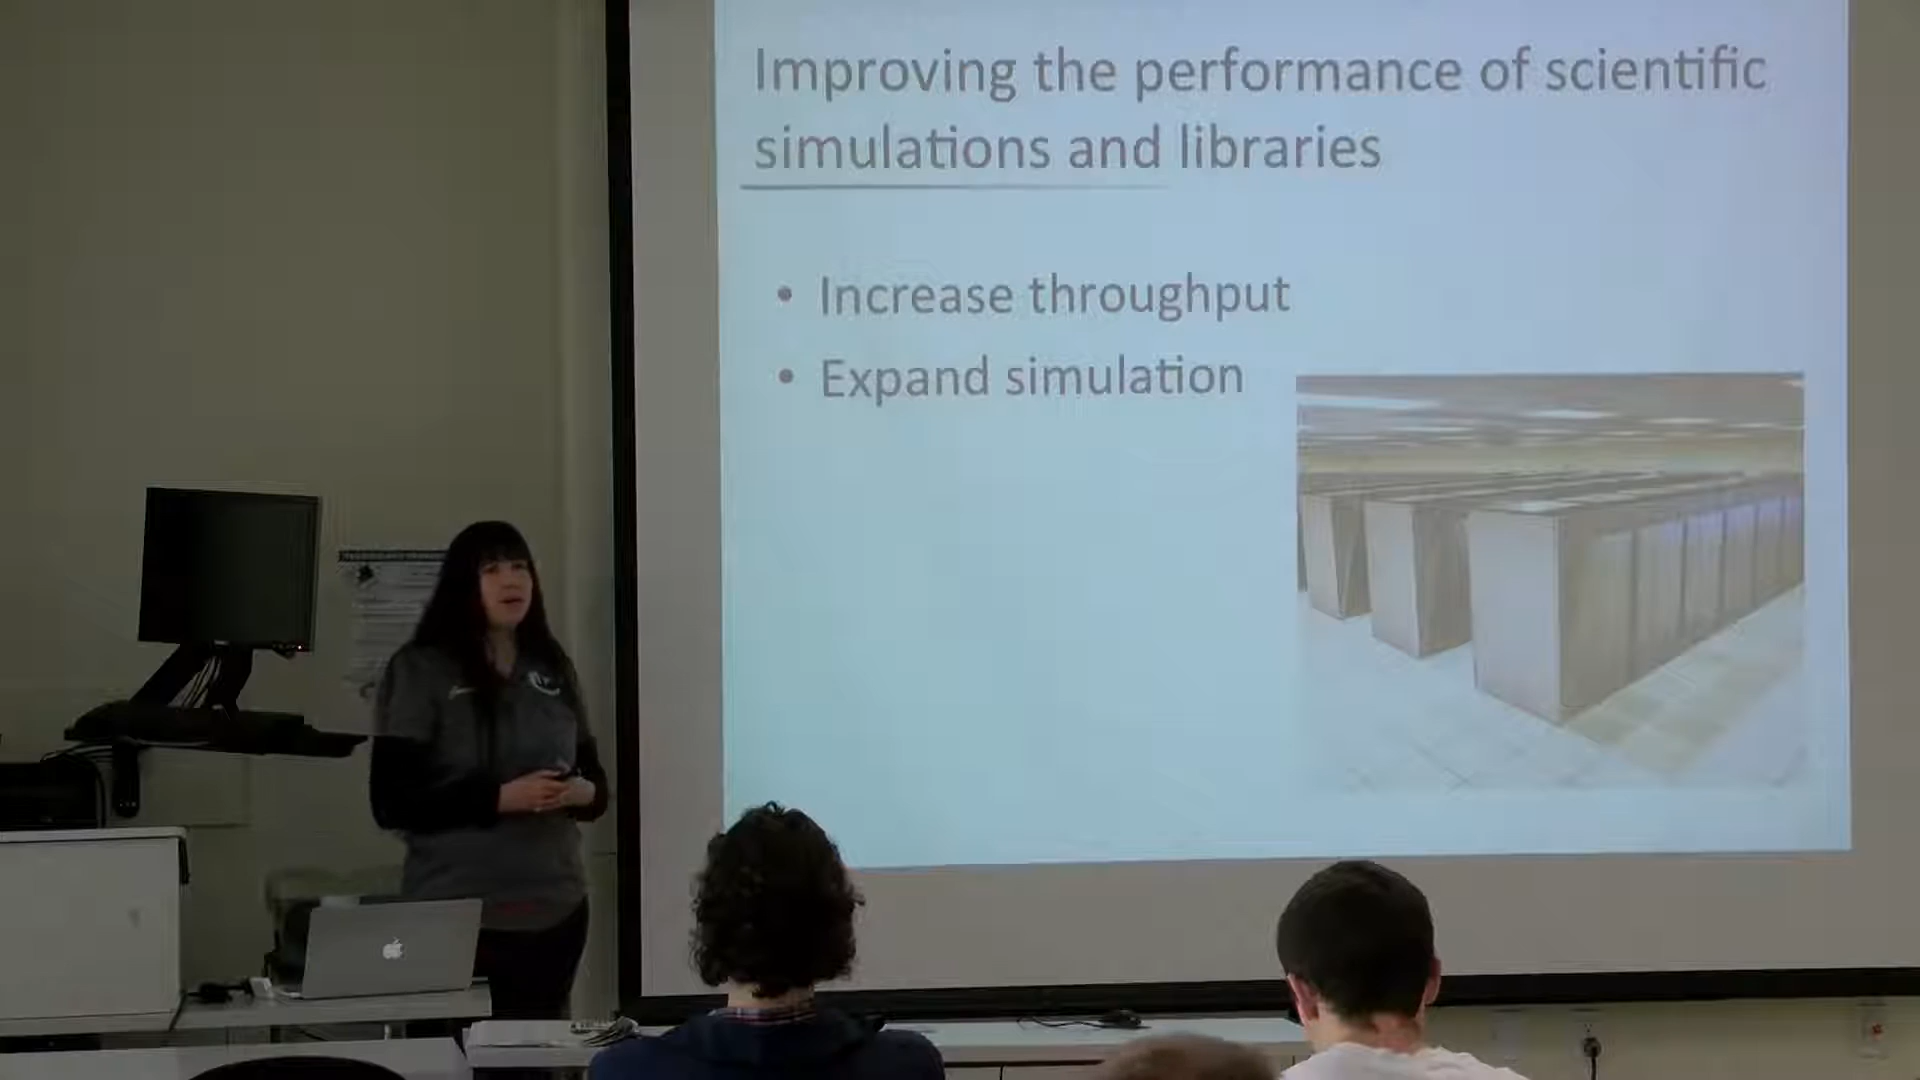 Improving the performance of scientific
simulations and libraries
• Increase throughput
• Expand simulation